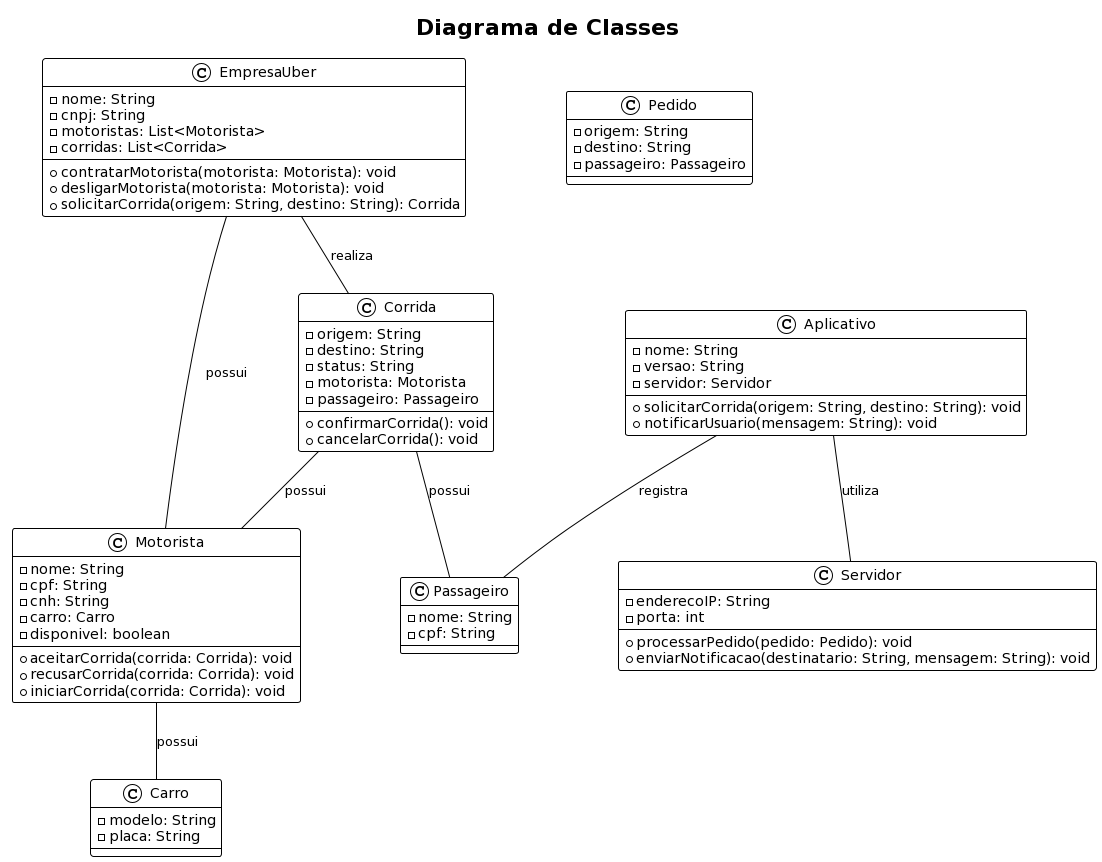 Diagrama de Classes
EmpresaUber
nome: String
cnpj: String
motoristas: List<Motorista>
corridas: List<Corrida>
contratarMotorista(motorista: Motorista): void
desligarMotorista(motorista: Motorista): void
solicitarCorrida(origem: String, destino: String): Corrida
Pedido
origem: String
destino: String
passageiro: Passageiro
realiza
possui
Corrida
origem: String
destino: String
status: String
motorista: Motorista
passageiro: Passageiro
confirmarCorrida(): void
cancelarCorrida(): void
Aplicativo
nome: String
versao: String
servidor: Servidor
solicitarCorrida(origem: String, destino: String): void
notificarUsuario(mensagem: String): void
possui
possui
registra
utiliza
Motorista
nome: String
cpf: String
cnh: String
carro: Carro
disponivel: boolean
aceitarCorrida(corrida: Corrida): void
recusarCorrida(corrida: Corrida): void
iniciarCorrida(corrida: Corrida): void
Passageiro
nome: String
cpf: String
Servidor
enderecoIP: String
porta: int
processarPedido(pedido: Pedido): void
enviarNotificacao(destinatario: String, mensagem: String): void
possui
Carro
modelo: String
placa: String